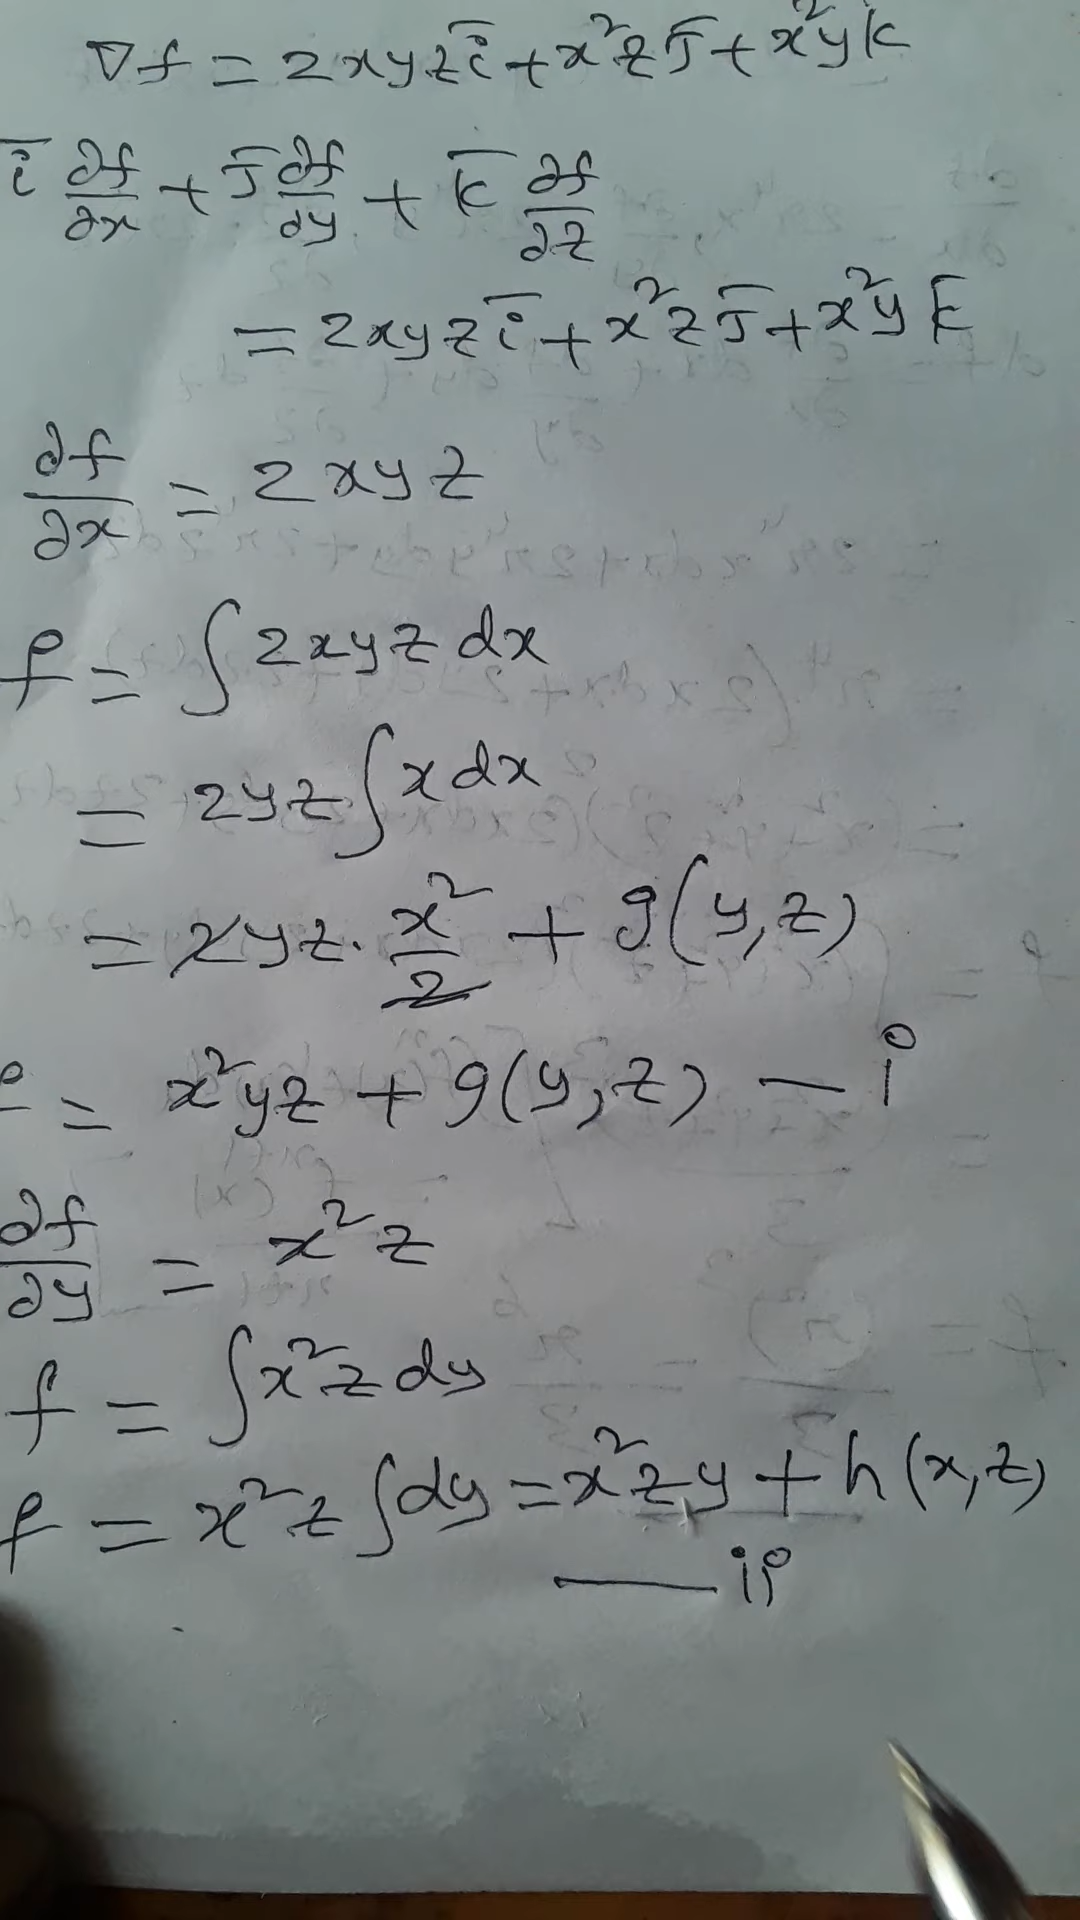 ∇f = 2xyz i̅ + x²z J̅ + x²y k
i̅ ∂f/∂x + J̅ ∂f/∂y + k̅ ∂f/∂z
= 2xyz i̅ + x²z J̅ + x²y k̅
∂f/∂x = 2xyz
f = ∫ 2xyz dx
= 2yz ∫ x dx
= 2yz · x²/2 + g(y,z)
f = x²yz + g(y,z) — i
∂f/∂y = x²z
f = ∫ x²z dy
f = x²z ∫ dy = x²zy + h(x,z)
— ii